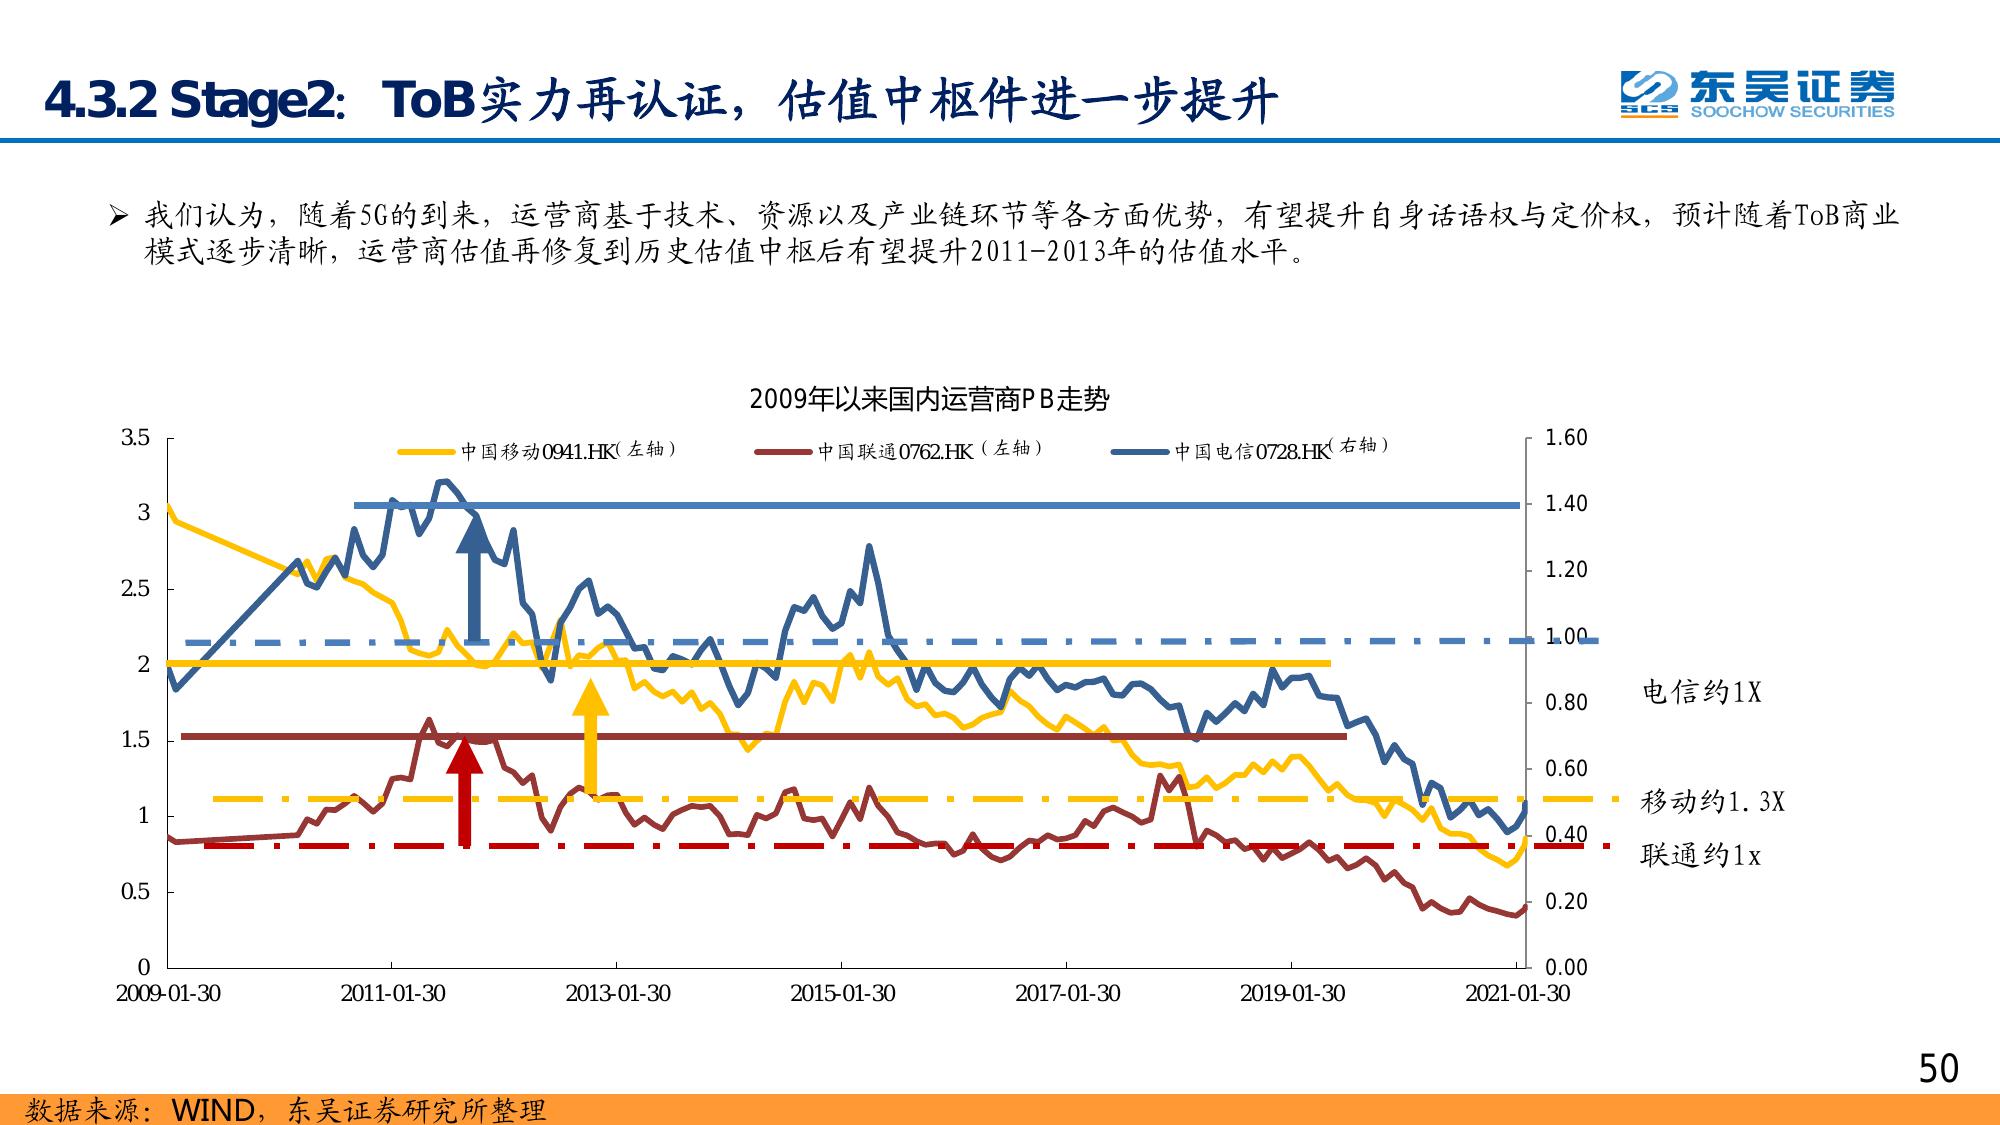 4.3.2 Stage2：ToB实力再认证，估值中枢件进一步提升
东吴证券
SCS
SOOCHOW SECURITIES
➢ 我们认为，随着5G的到来，运营商基于技术、资源以及产业链环节等各方面优势，有望提升自身话语权与定价权，预计随着ToB商业
模式逐步清晰，运营商估值再修复到历史估值中枢后有望提升2011-2013年的估值水平。
2009年以来国内运营商PB走势
中国移动0941.HK(左轴) 中国联通0762.HK（左轴） 中国电信0728.HK(右轴)
3.5 1.60
3 1.40
2.5 1.20
2 1.00
1.5 0.80
1 0.60
0.5 0.40
0 0.20
0.00
电信约1X
移动约1.3X
联通约1x
2009-01-30 2011-01-30 2013-01-30 2015-01-30 2017-01-30 2019-01-30 2021-01-30
50
数据来源：WIND，东吴证券研究所整理